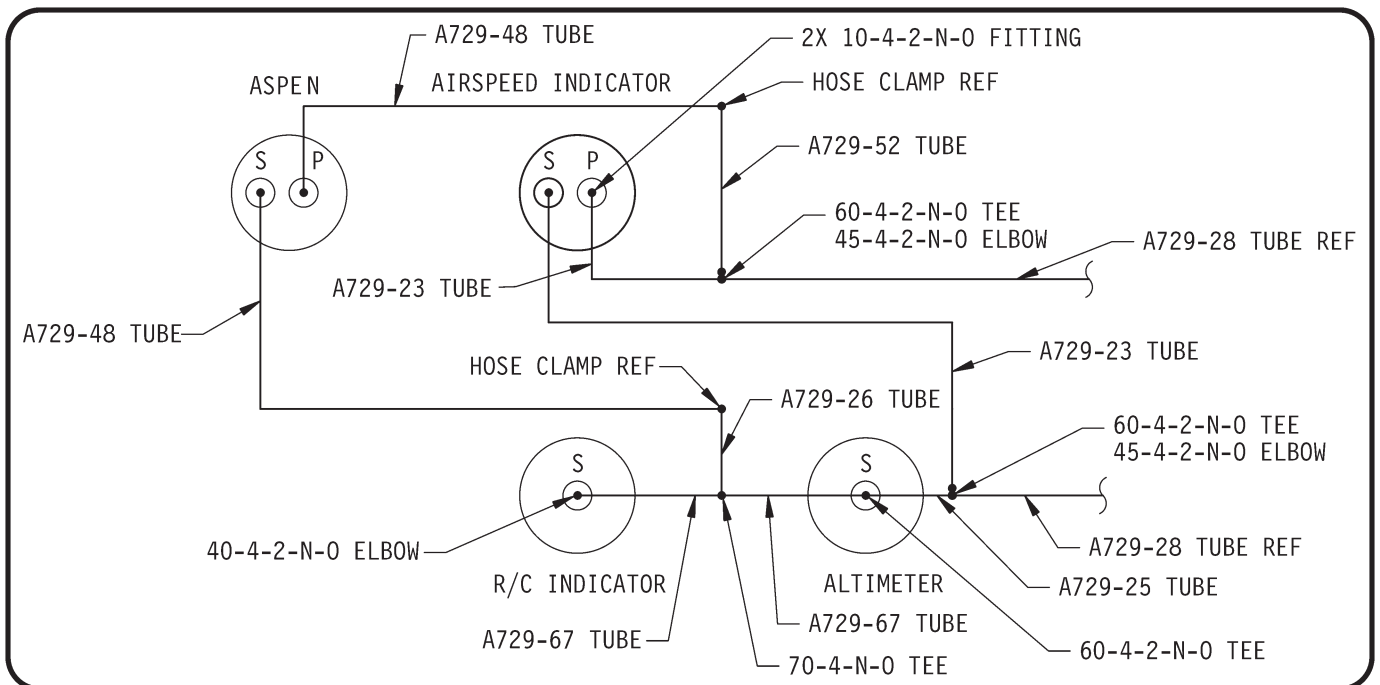 A729-48 TUBE
2X 10-4-2-N-O FITTING
ASPEN
AIRSPEED INDICATOR
HOSE CLAMP REF
S
P
S
P
A729-52 TUBE
60-4-2-N-O TEE
45-4-2-N-O ELBOW
A729-28 TUBE REF
A729-23 TUBE
A729-48 TUBE
HOSE CLAMP REF
A729-23 TUBE
A729-26 TUBE
60-4-2-N-O TEE
45-4-2-N-O ELBOW
S
S
40-4-2-N-O ELBOW
A729-28 TUBE REF
R/C INDICATOR
ALTIMETER
A729-25 TUBE
A729-67 TUBE
A729-67 TUBE
60-4-2-N-O TEE
70-4-N-O TEE